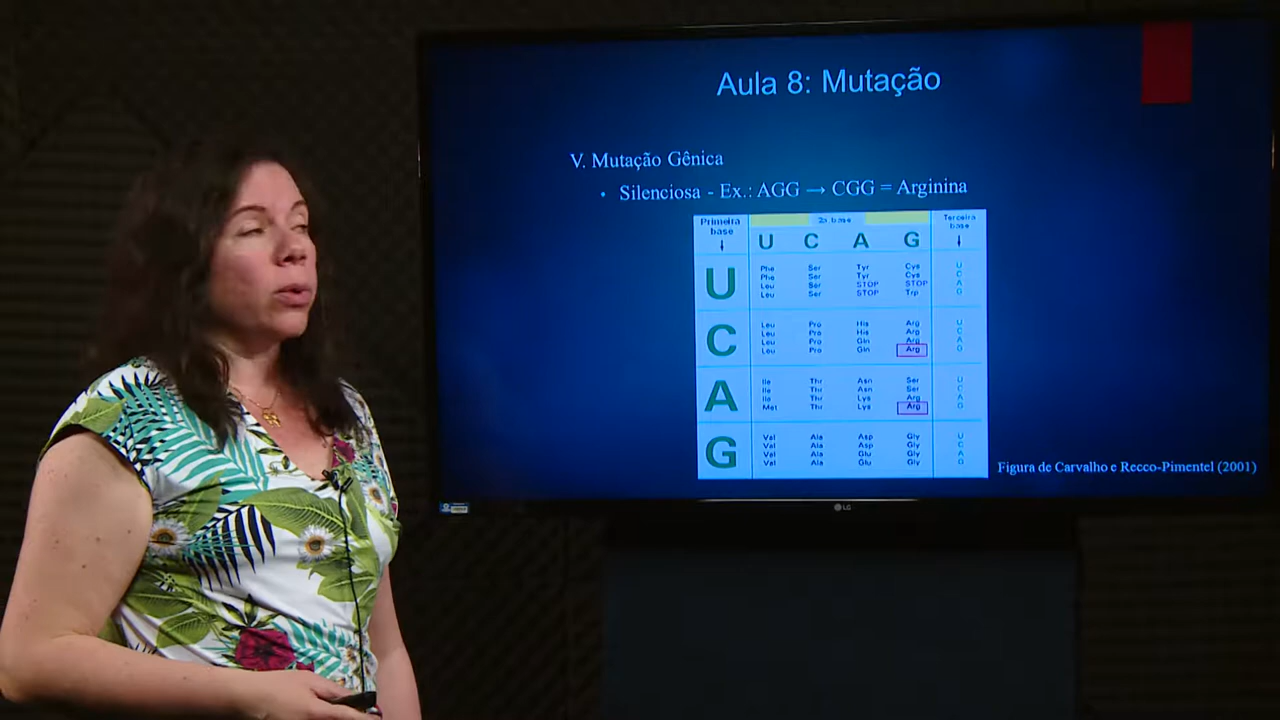 Aula 8: Mutação
V. Mutação Gênica
• Silenciosa - Ex.: AGG → CGG = Arginina
Primeira base ↓ 2a. base Terceira base ↓
U C A G
U
Phe Ser Tyr Cys U
Phe Ser Tyr Cys C
Leu Ser STOP STOP A
Leu Ser STOP Trp G
C
Leu Pro His Arg U
Leu Pro His Arg C
Leu Pro Gln Arg A
Leu Pro Gln Arg G
A
Ile Thr Asn Ser U
Ile Thr Asn Ser C
Ile Thr Lys Arg A
Met Thr Lys Arg G
G
Val Ala Asp Gly U
Val Ala Asp Gly C
Val Ala Glu Gly A
Val Ala Glu Gly G
Figura de Carvalho e Recco-Pimentel (2001)
LG